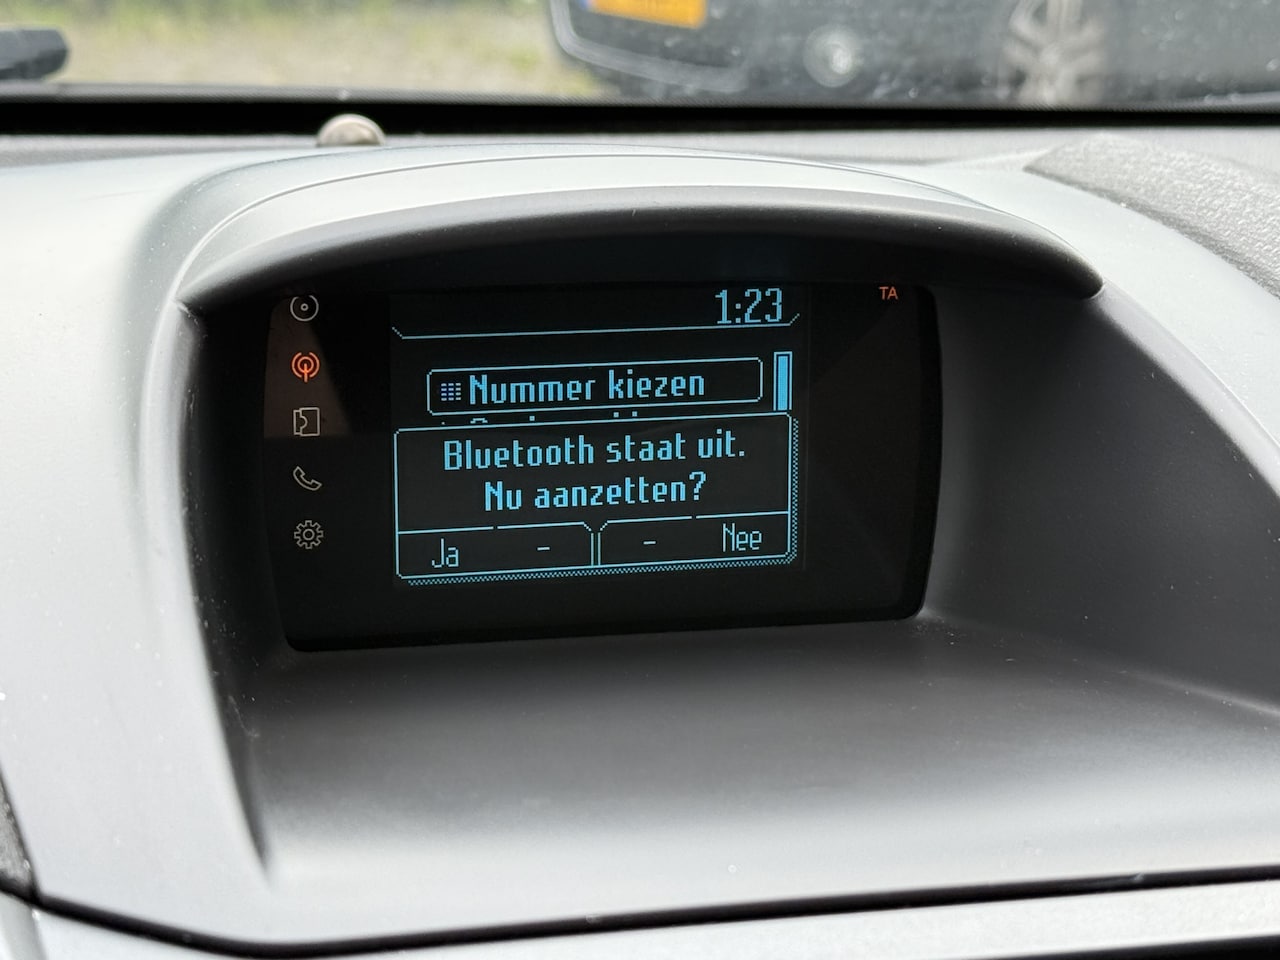 1:23
TA
Nummer kiezen
Bluetooth staat uit.
Nu aanzetten?
Ja - - Nee